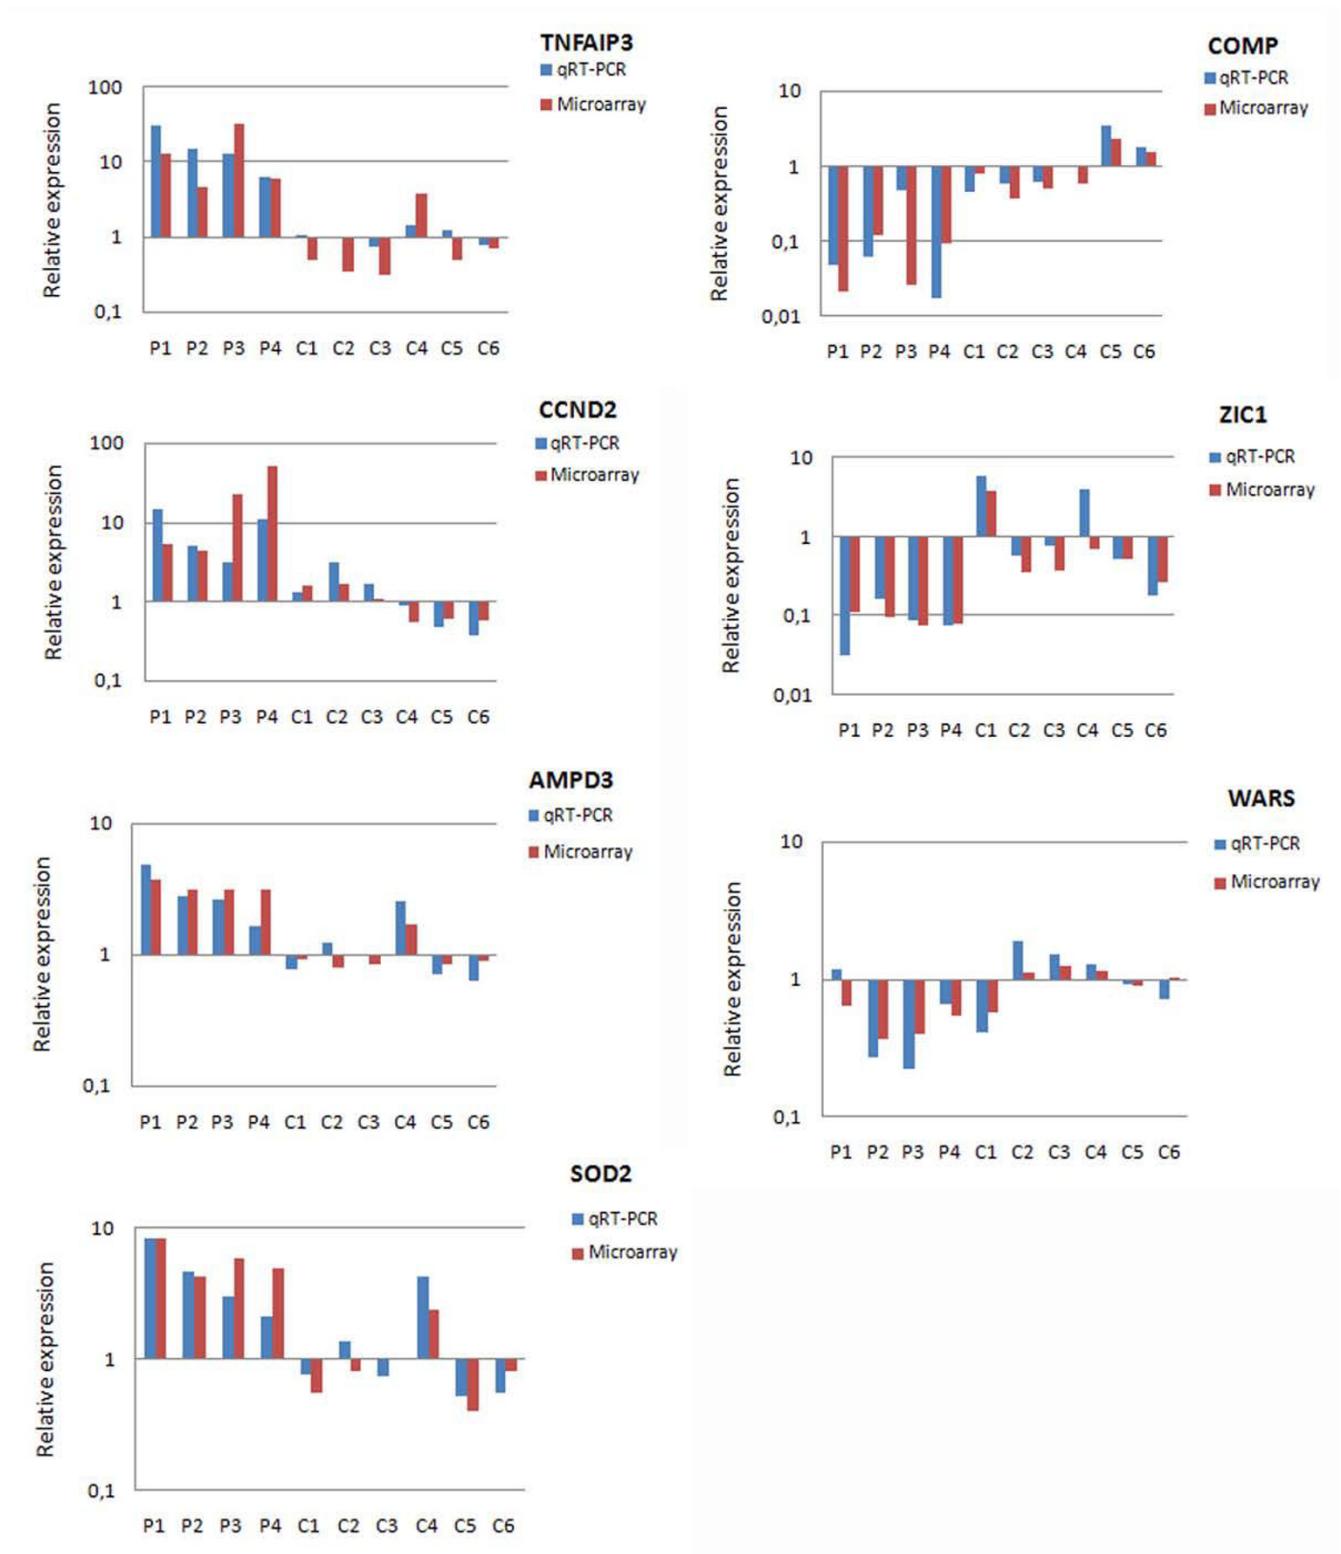 TNFAIP3
qRT-PCR
Microarray
Relative expression
100
10
1
0,1
P1 P2 P3 P4 C1 C2 C3 C4 C5 C6
COMP
qRT-PCR
Microarray
Relative expression
10
1
0,1
0,01
P1 P2 P3 P4 C1 C2 C3 C4 C5 C6
CCND2
qRT-PCR
Microarray
Relative expression
100
10
1
0,1
P1 P2 P3 P4 C1 C2 C3 C4 C5 C6
ZIC1
qRT-PCR
Microarray
Relative expression
10
1
0,1
0,01
P1 P2 P3 P4 C1 C2 C3 C4 C5 C6
AMPD3
qRT-PCR
Microarray
Relative expression
10
1
0,1
P1 P2 P3 P4 C1 C2 C3 C4 C5 C6
WARS
qRT-PCR
Microarray
Relative expression
10
1
0,1
P1 P2 P3 P4 C1 C2 C3 C4 C5 C6
SOD2
qRT-PCR
Microarray
Relative expression
10
1
0,1
P1 P2 P3 P4 C1 C2 C3 C4 C5 C6